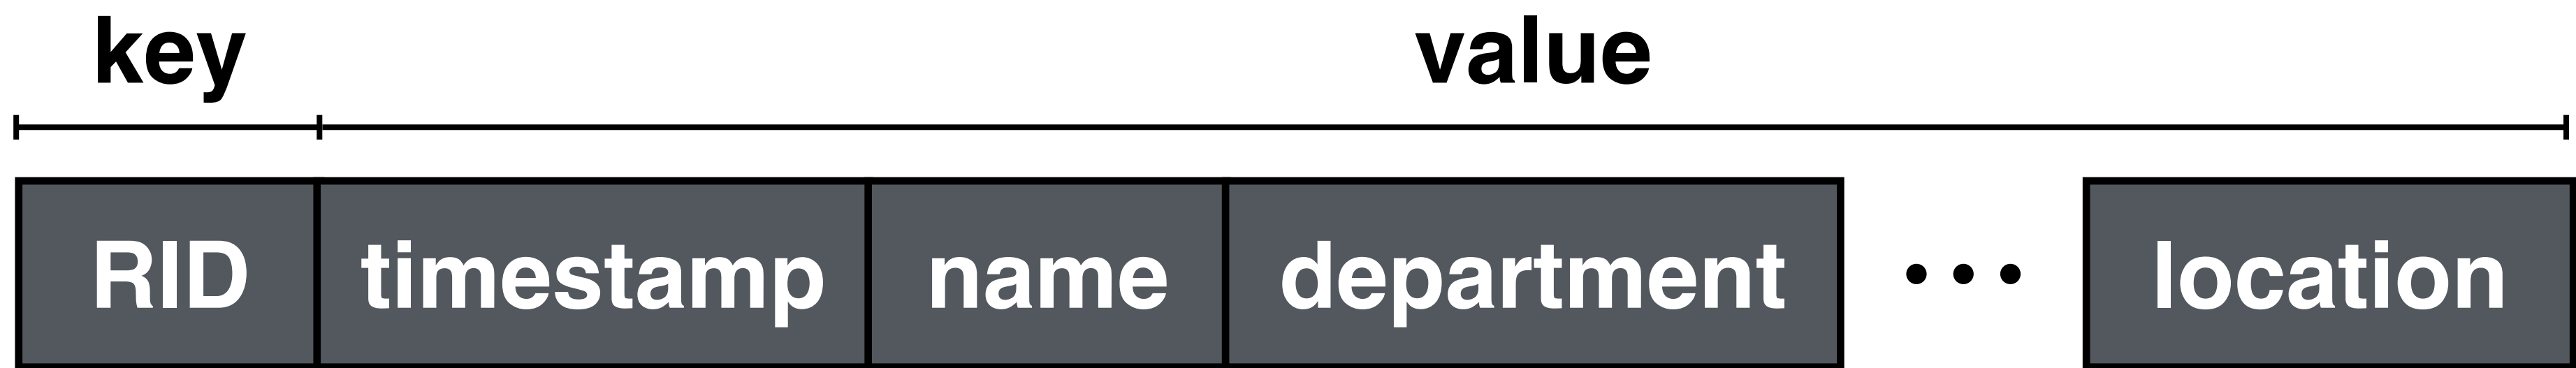 key value
RID timestamp name department ••• location